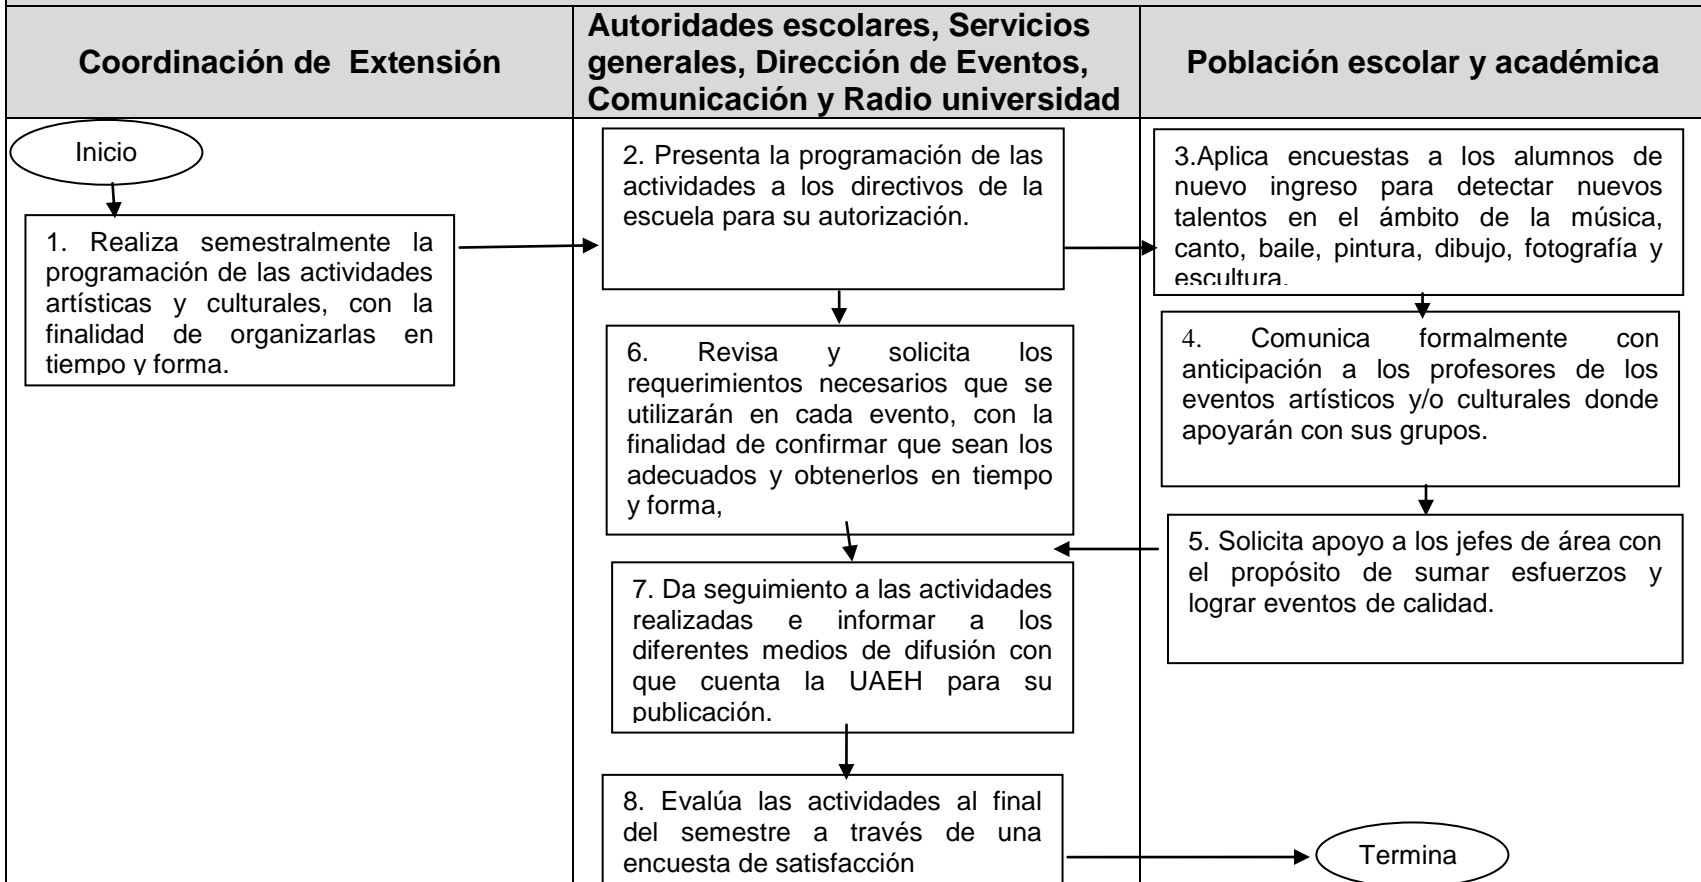 Coordinación de Extensión
Autoridades escolares, Servicios
generales, Dirección de Eventos,
Comunicación y Radio universidad
Población escolar y académica
Inicio
1. Realiza semestralmente la
programación de las actividades
artísticas y culturales, con la
finalidad de organizarlas en
tiempo y forma.
2. Presenta la programación de las
actividades a los directivos de la
escuela para su autorización.
3.Aplica encuestas a los alumnos de
nuevo ingreso para detectar nuevos
talentos en el ámbito de la música,
canto, baile, pintura, dibujo, fotografía y
escultura.
4. Comunica formalmente con
anticipación a los profesores de los
eventos artísticos y/o culturales donde
apoyarán con sus grupos.
5. Solicita apoyo a los jefes de área con
el propósito de sumar esfuerzos y
lograr eventos de calidad.
6. Revisa y solicita los
requerimientos necesarios que se
utilizarán en cada evento, con la
finalidad de confirmar que sean los
adecuados y obtenerlos en tiempo
y forma,
7. Da seguimiento a las actividades
realizadas e informar a los
diferentes medios de difusión con
que cuenta la UAEH para su
publicación.
8. Evalúa las actividades al final
del semestre a través de una
encuesta de satisfacción
Termina